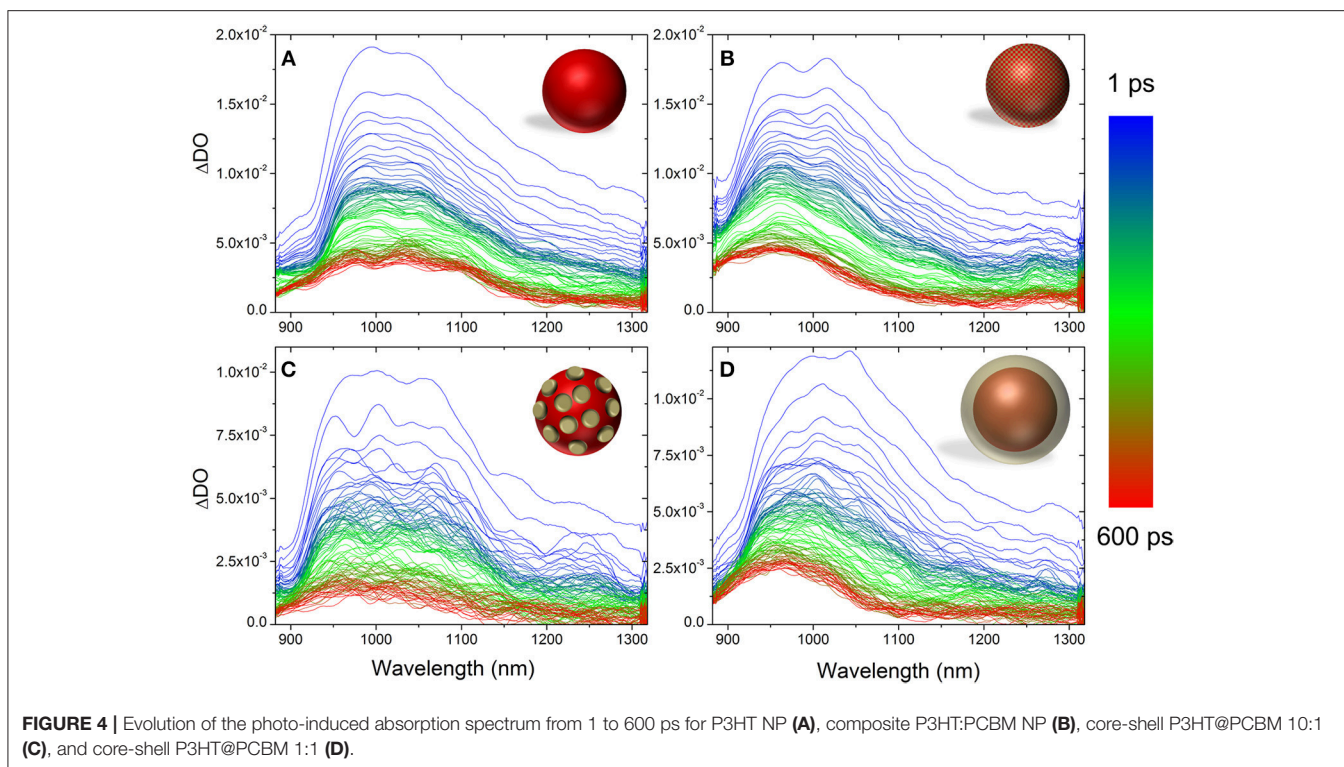 A
B
1 ps
2.0x10⁻²
1.5x10⁻²
1.0x10⁻²
5.0x10⁻³
0.0
ΔDO
900 1000 1100 1200 1300
2.0x10⁻²
1.5x10⁻²
1.0x10⁻²
5.0x10⁻³
0.0
900 1000 1100 1200 1300
C
D
1.0x10⁻²
7.5x10⁻³
5.0x10⁻³
2.5x10⁻³
0.0
ΔDO
900 1000 1100 1200 1300
Wavelength (nm)
1.0x10⁻²
7.5x10⁻³
5.0x10⁻³
2.5x10⁻³
0.0
900 1000 1100 1200 1300
Wavelength (nm)
600 ps
FIGURE 4 | Evolution of the photo-induced absorption spectrum from 1 to 600 ps for P3HT NP (A), composite P3HT:PCBM NP (B), core-shell P3HT@PCBM 10:1
(C), and core-shell P3HT@PCBM 1:1 (D).